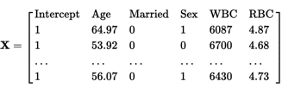 Intercept Age Married Sex WBC RBC
1 64.97 0 1 6087 4.87
X = 1 53.92 0 0 6700 4.68
... ... ... ... ... ...
1 56.07 0 1 6430 4.73